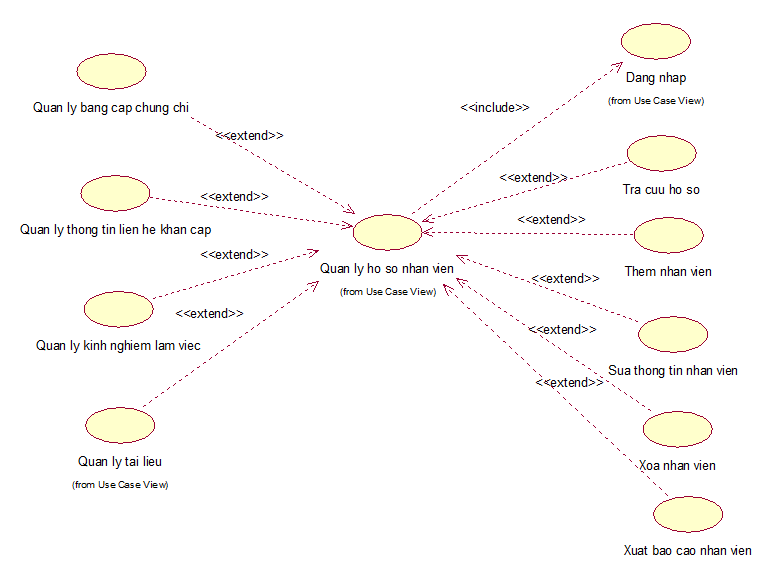 Dang nhap
(from Use Case View)
Quan ly bang cap chung chi
<<include>>
<<extend>>
<<extend>>
Tra cuu ho so
<<extend>>
<<extend>>
Quan ly thong tin lien he khan cap
<<extend>>
Quan ly ho so nhan vien
(from Use Case View)
Them nhan vien
<<extend>>
<<extend>>
Quan ly kinh nghiem lam viec
<<extend>>
Sua thong tin nhan vien
<<extend>>
Quan ly tai lieu
(from Use Case View)
Xoa nhan vien
Xuat bao cao nhan vien